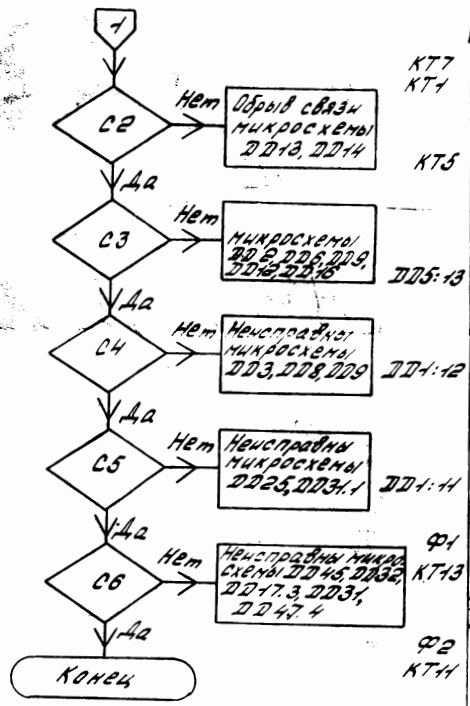 1
КТ7
КТ1
С2
Нет
Обрыв связи
микросхемы
DD13, DD14
КТ5
Да
С3
Нет
микросхемы
DD2, DD6, DD9,
DD12, DD16
DD5:13
Да
С4
Нет
Неисправны
микросхемы
DD3, DD8, DD9
DD1:12
Да
С5
Нет
Неисправны
микросхемы
DD25, DD31.1
DD1:11
Да
С6
Нет
Неисправны микро-
схемы DD45, DD32,
DD17.3, DD31,
DD47.4
Ф1
КТ13
Да
Конец
Ф2
КТ11